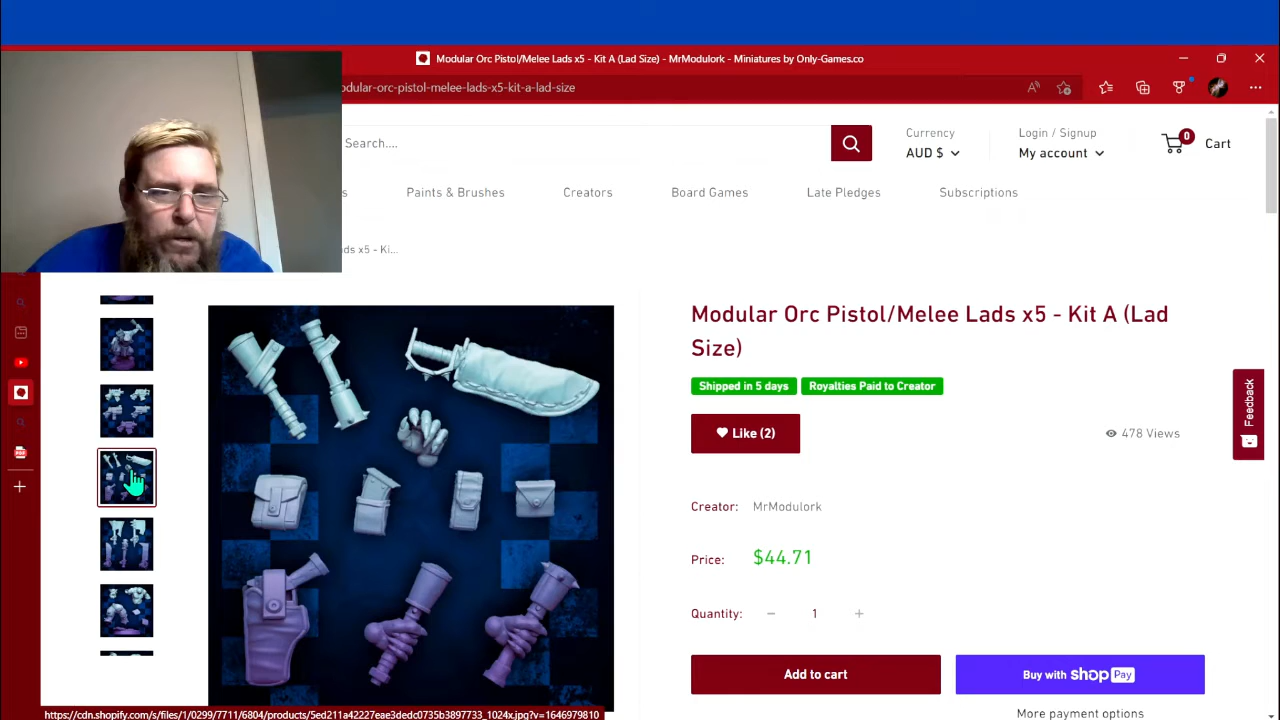 Modular Orc Pistol/Melee Lads x5 - Kit A (Lad Size) - MrModulork - Miniatures by Only-Games.co
odular-orc-pistol-melee-lads-x5-kit-a-lad-size
Search....
Currency
AUD $
Login / Signup
My account
0
Cart
s
Paints & Brushes
Creators
Board Games
Late Pledges
Subscriptions
ads x5 - Ki...
Modular Orc Pistol/Melee Lads x5 - Kit A (Lad
Size)
Shipped in 5 days
Royalties Paid to Creator
Like (2)
478 Views
Feedback
Creator:
MrModulork
Price:
$44.71
Quantity:
-
1
+
Add to cart
Buy with shop Pay
More payment options
PDF
https://cdn.shopify.com/s/files/1/0299/7711/6804/products/5ed211a42227eae3dedc0735b3897733_1024x.jpg?v=1646979810